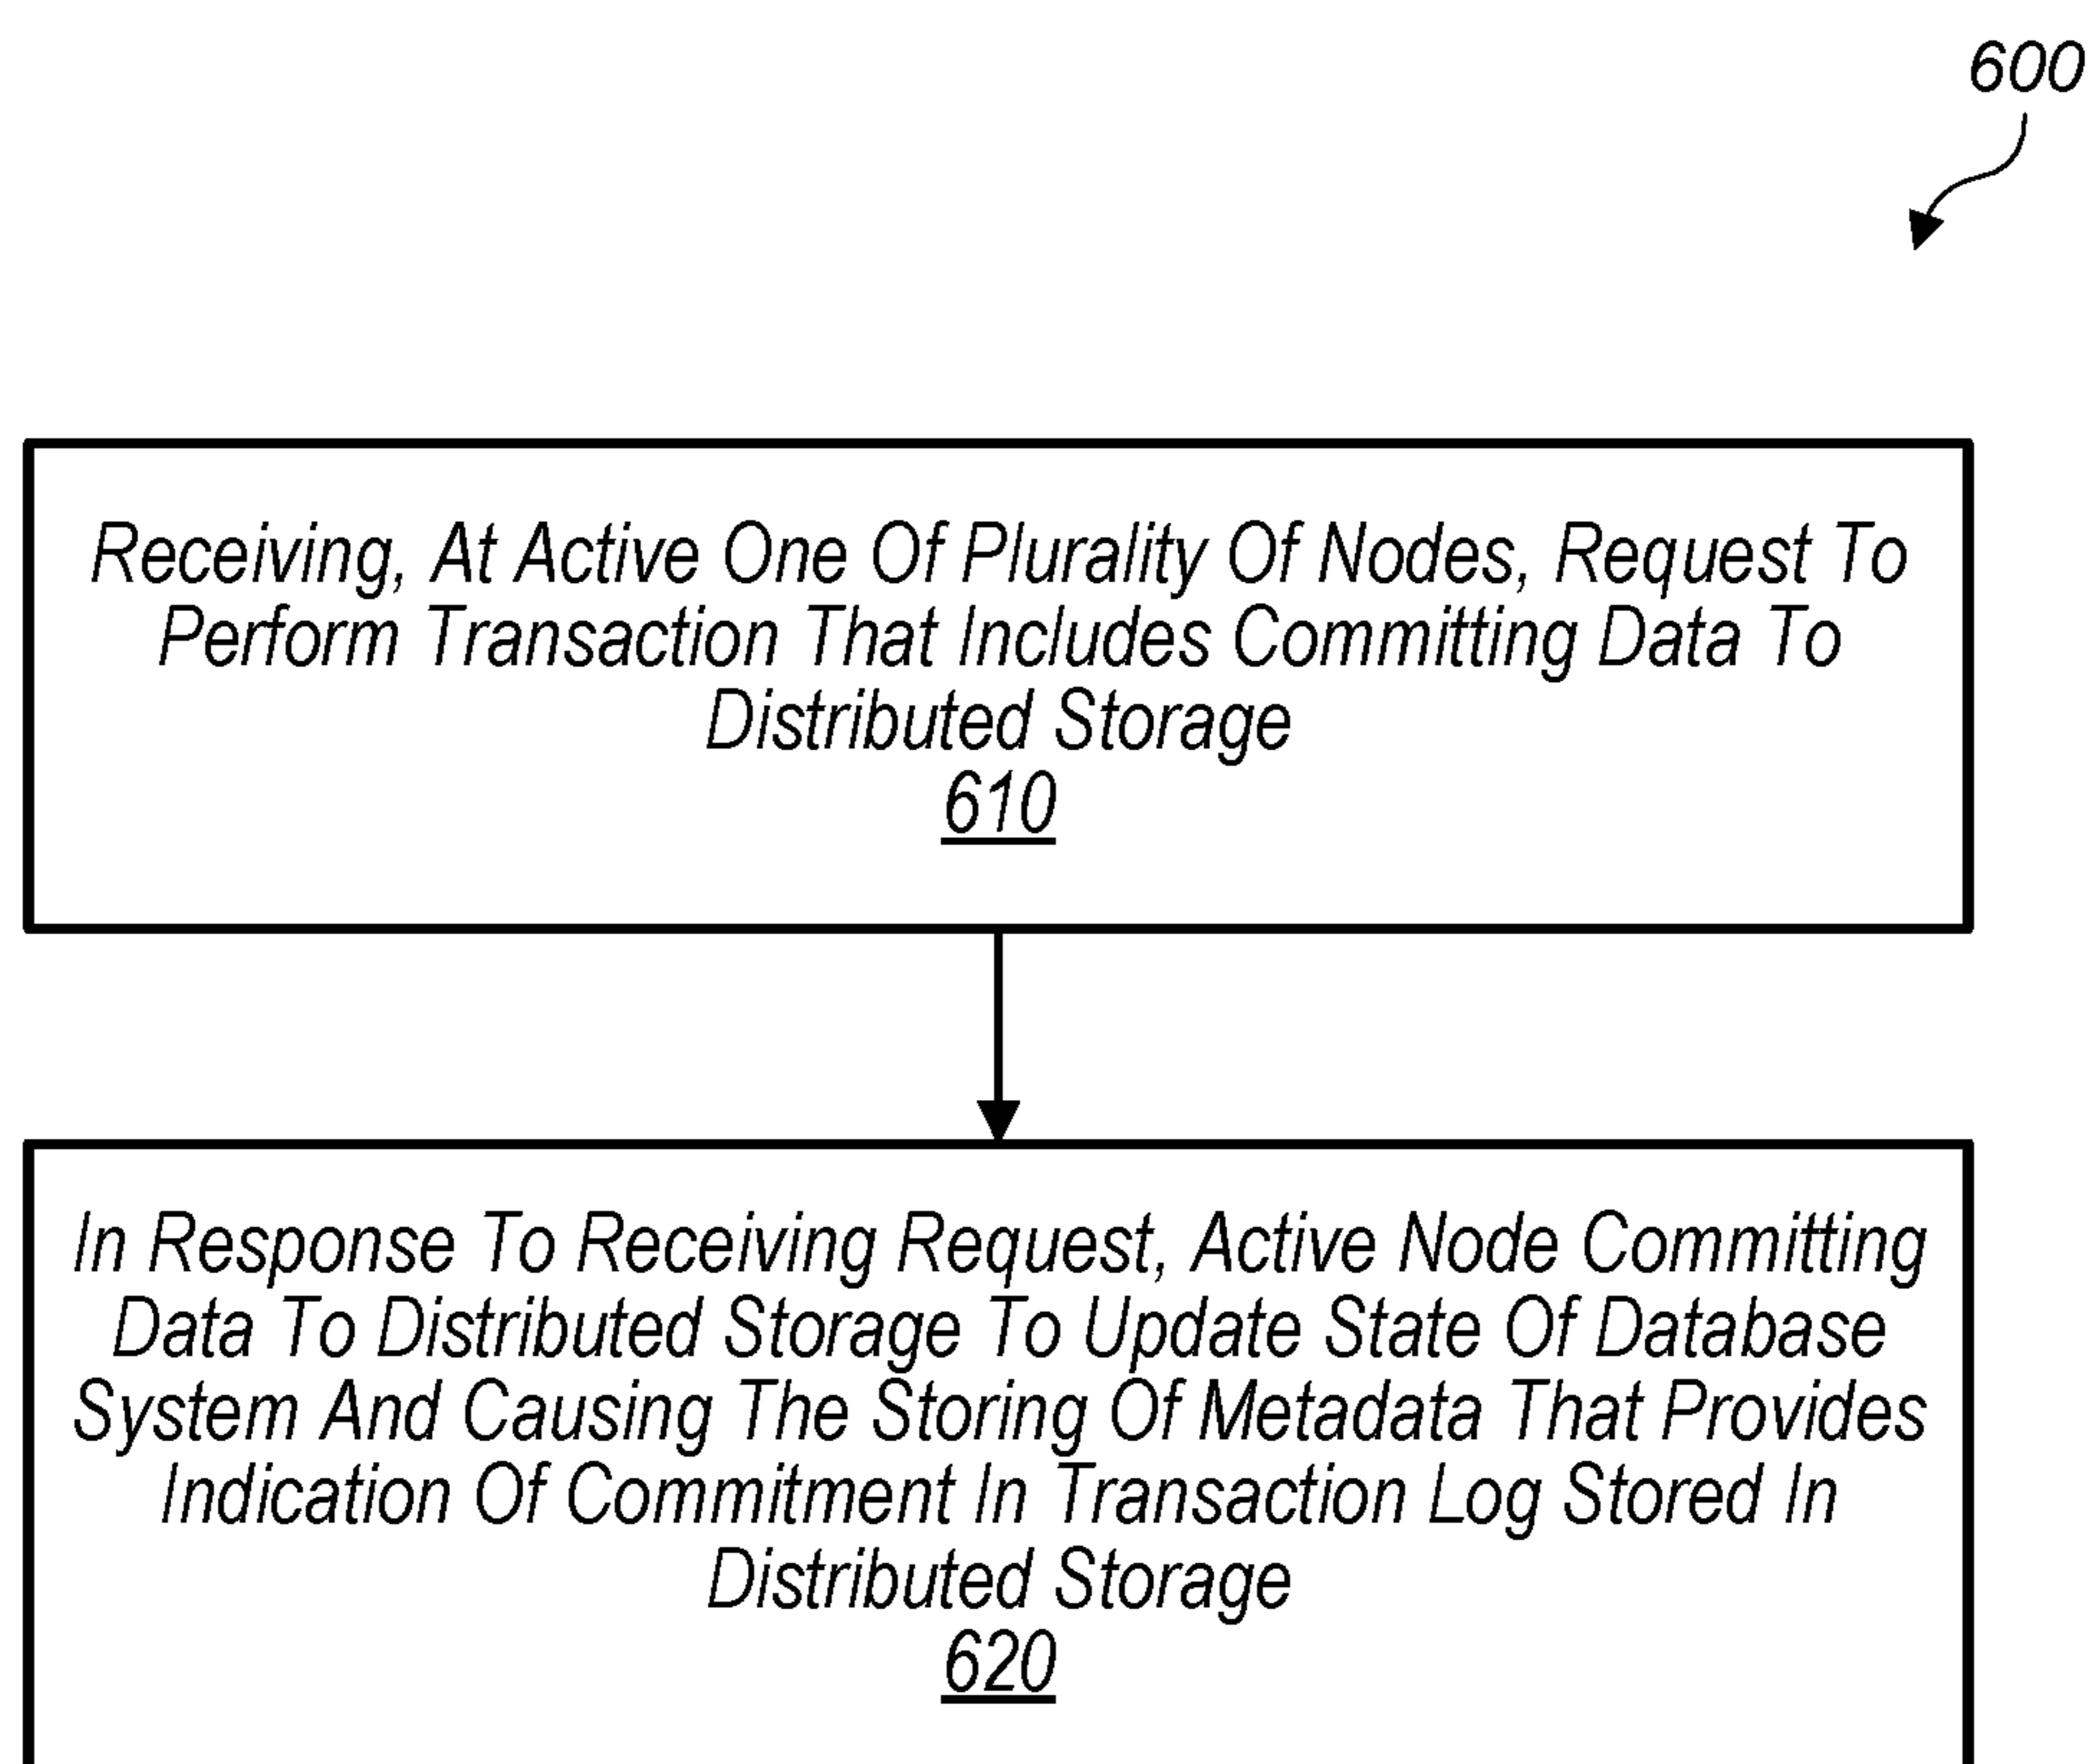 600
Receiving, At Active One Of Plurality Of Nodes, Request To
Perform Transaction That Includes Committing Data To
Distributed Storage
610
In Response To Receiving Request, Active Node Committing
Data To Distributed Storage To Update State Of Database
System And Causing The Storing Of Metadata That Provides
Indication Of Commitment In Transaction Log Stored In
Distributed Storage
620